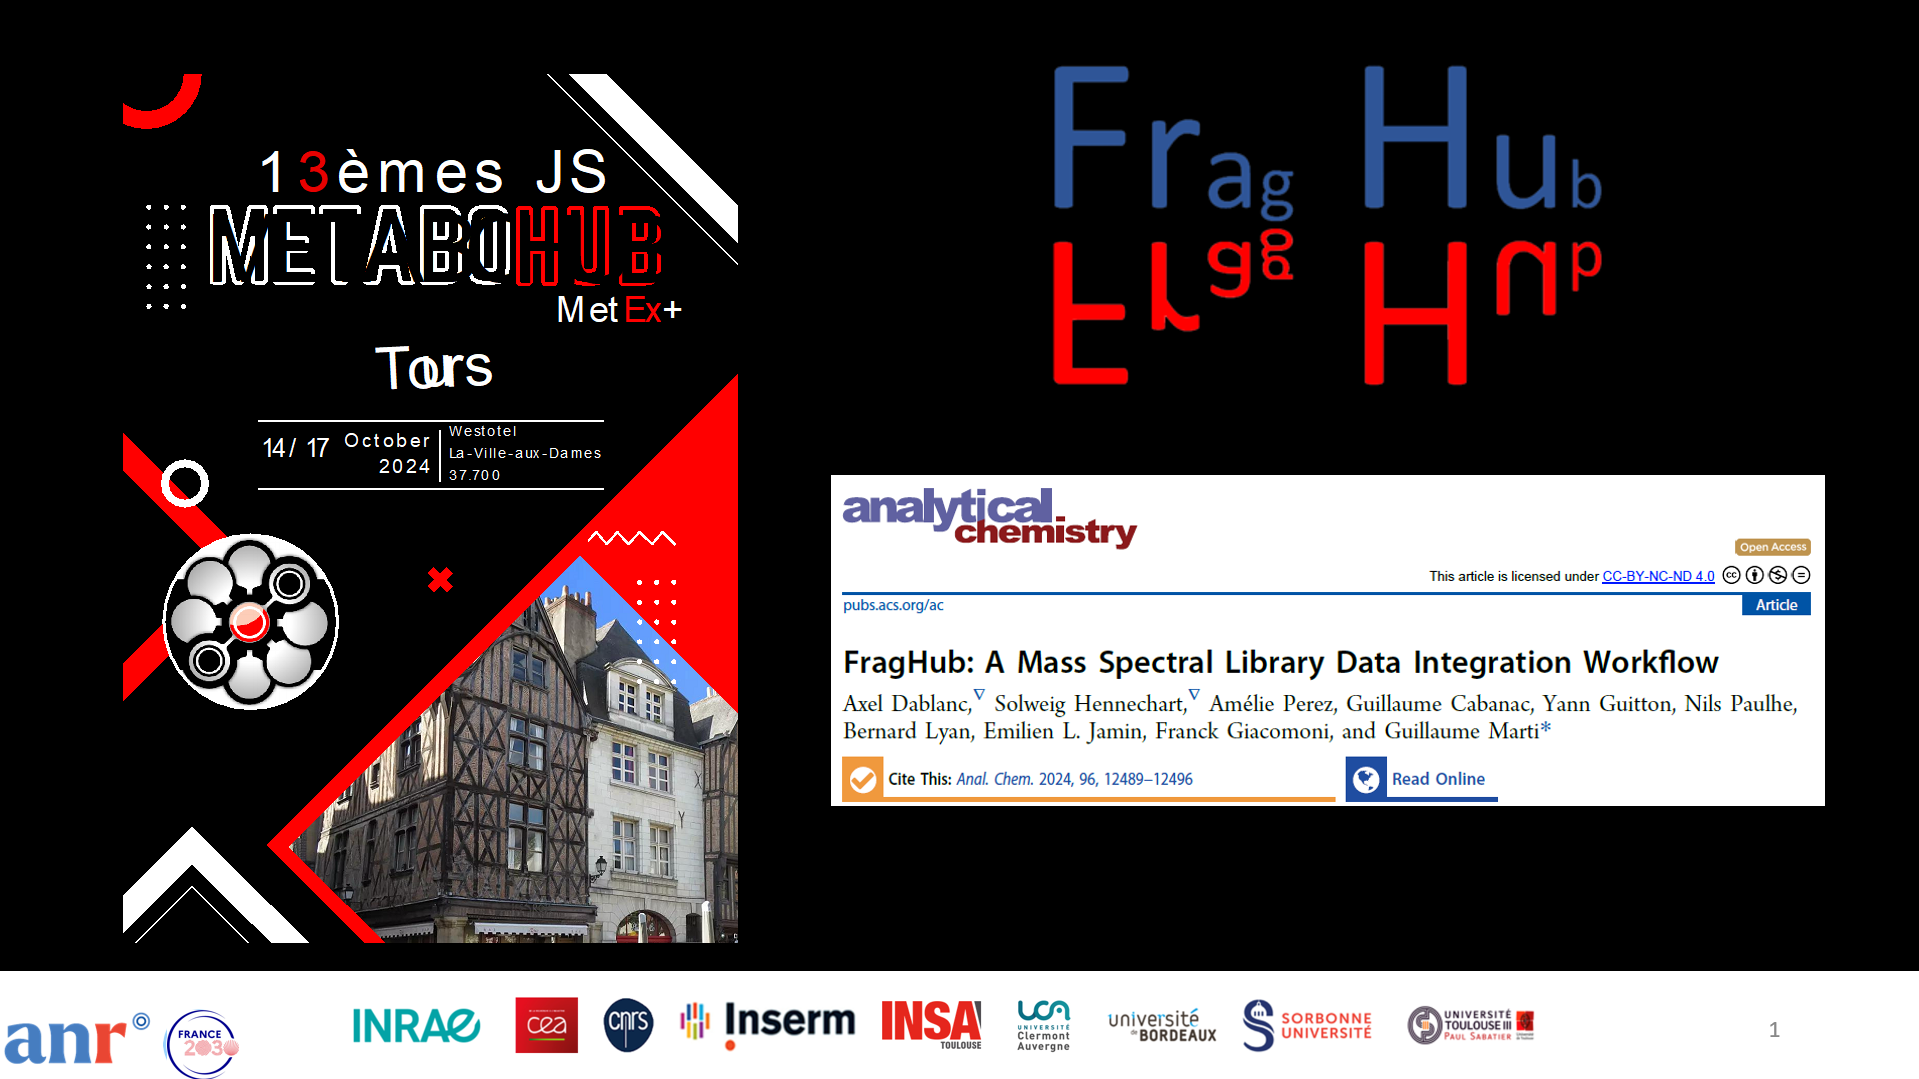 13èmes JS
METABOHUB
MetEx+
Tours
14/ 17 October
2024
Westotel
La-Ville-aux-Dames
37.700
Frag Hub
Frag Hub
analytical
chemistry
Open Access
This article is licensed under CC-BY-NC-ND 4.0
pubs.acs.org/ac
Article
FragHub: A Mass Spectral Library Data Integration Workflow
Axel Dablanc,∇ Solweig Hennechart,∇ Amélie Perez, Guillaume Cabanac, Yann Guitton, Nils Paulhe,
Bernard Lyan, Emilien L. Jamin, Franck Giacomoni, and Guillaume Marti*
Cite This: Anal. Chem. 2024, 96, 12489–12496
Read Online
anr
FRANCE
2030
INRAE
cea
cnrs
Inserm
INSA
TOULOUSE
UCA
UNIVERSITÉ
Clermont
Auvergne
université
de BORDEAUX
SORBONNE
UNIVERSITÉ
UNIVERSITÉ
TOULOUSE III
PAUL SABATIER
1